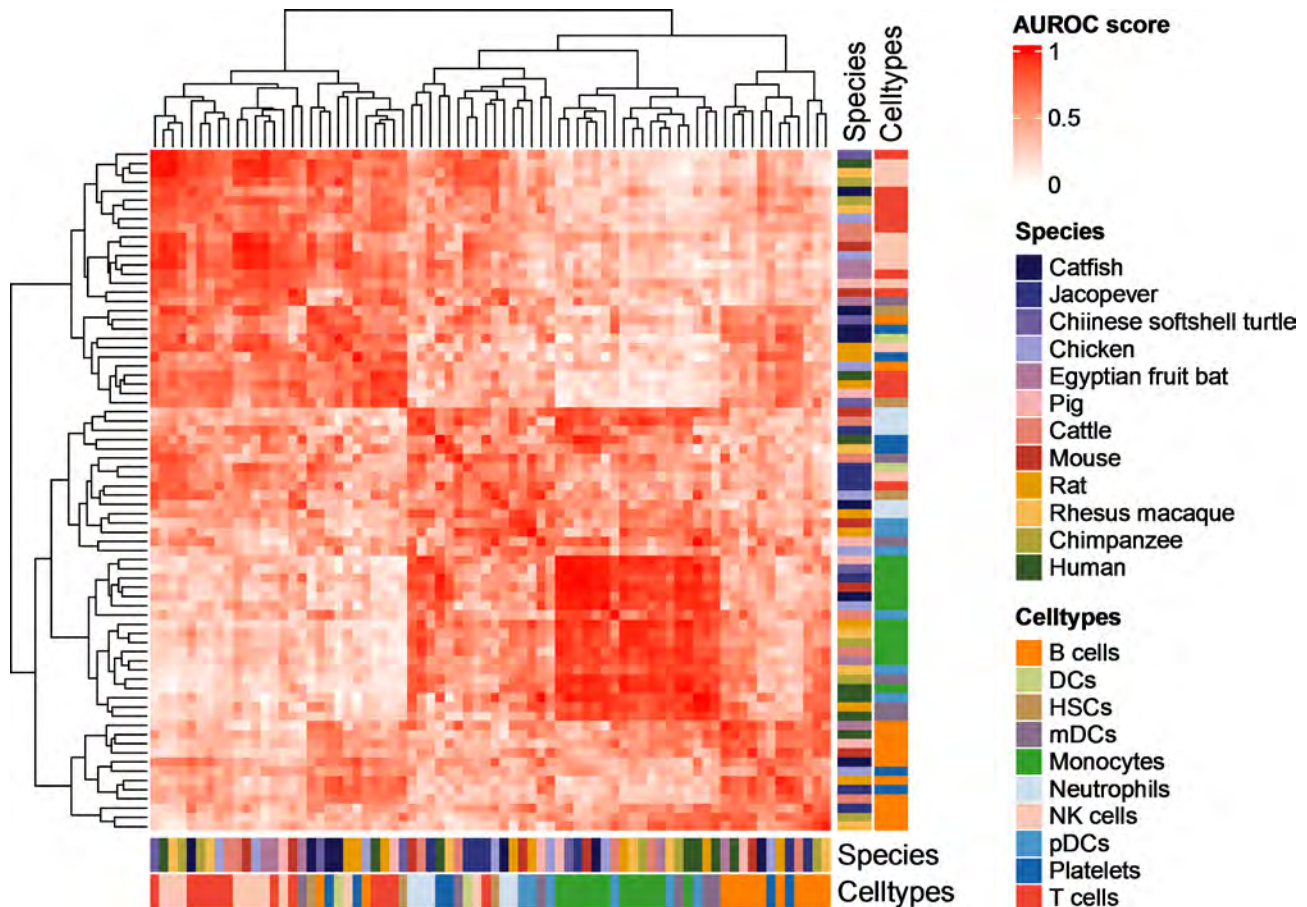 Species
Celltypes
AUROC score
1
0.5
0
Species
Catfish
Jacopever
Chiinese softshell turtle
Chicken
Egyptian fruit bat
Pig
Cattle
Mouse
Rat
Rhesus macaque
Chimpanzee
Human
Celltypes
B cells
DCs
HSCs
mDCs
Monocytes
Neutrophils
NK cells
pDCs
Platelets
T cells
Species
Celltypes